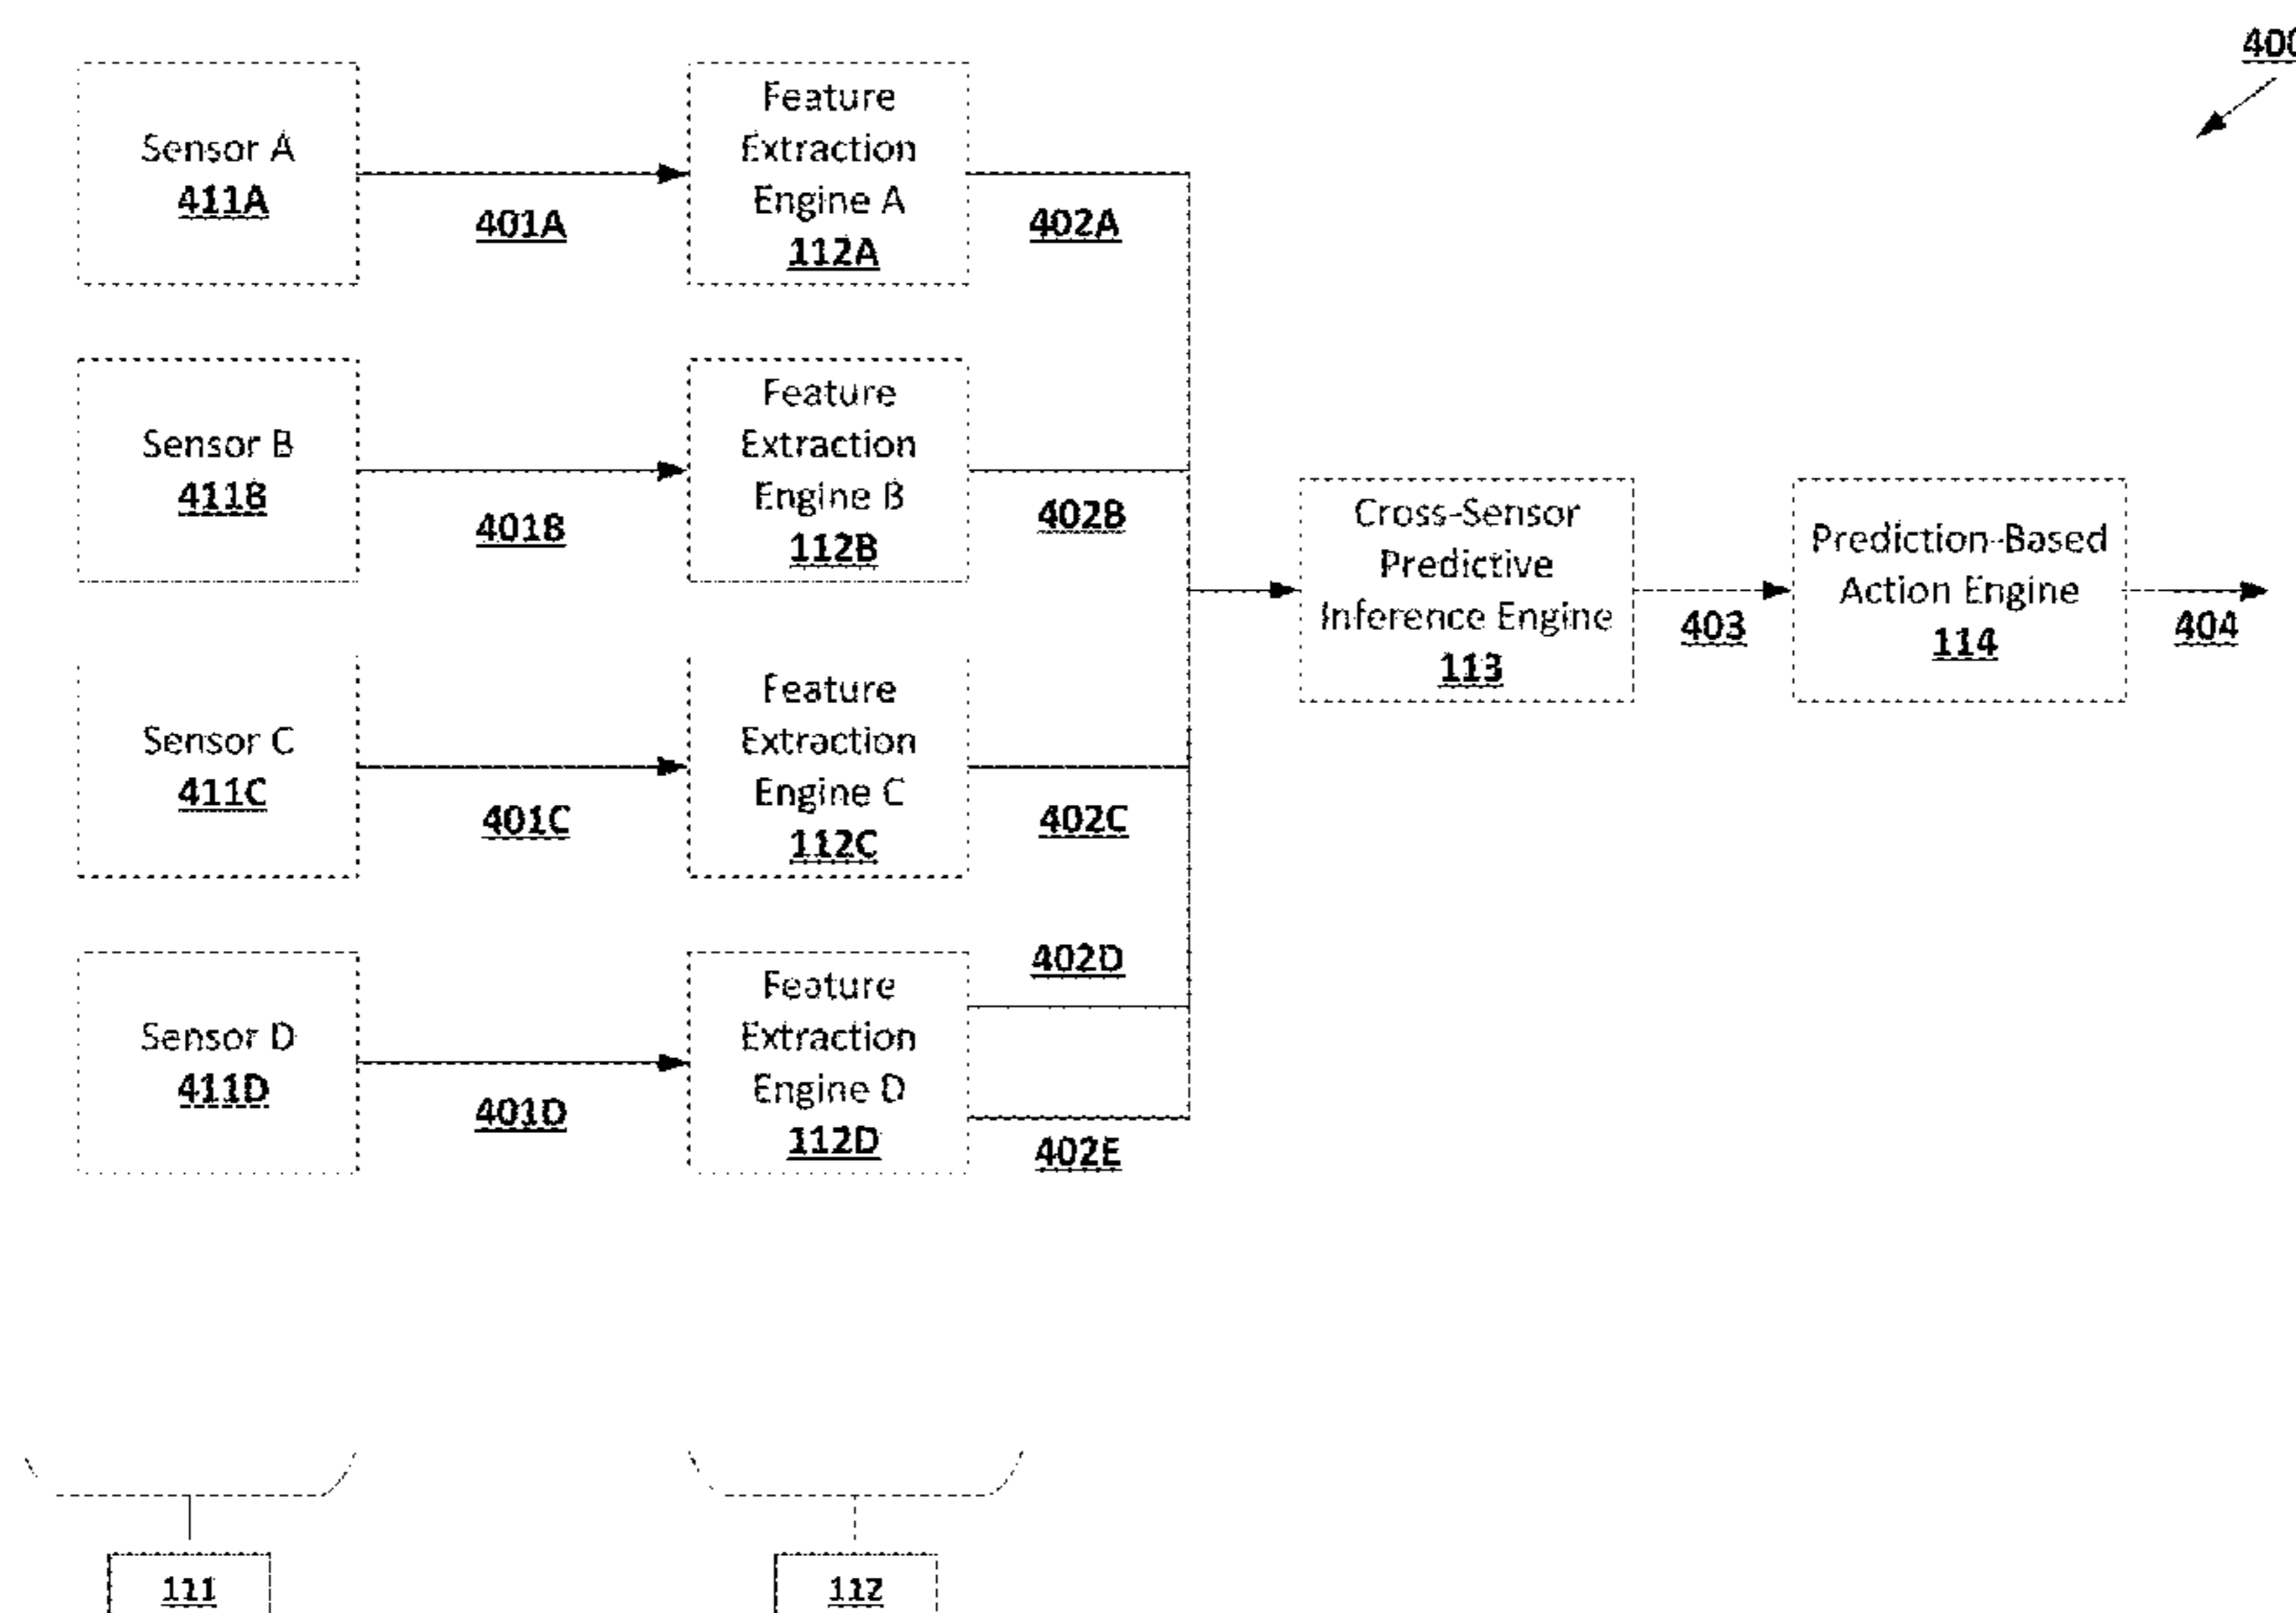 400
Sensor A
411A
401A
Feature
Extraction
Engine A
112A
402A
Sensor B
411B
401B
Feature
Extraction
Engine B
112B
402B
Sensor C
411C
401C
Feature
Extraction
Engine C
112C
402C
Sensor D
411D
401D
Feature
Extraction
Engine D
112D
402D
402E
Cross-Sensor
Predictive
Inference Engine
113
403
Prediction-Based
Action Engine
114
404
111
112